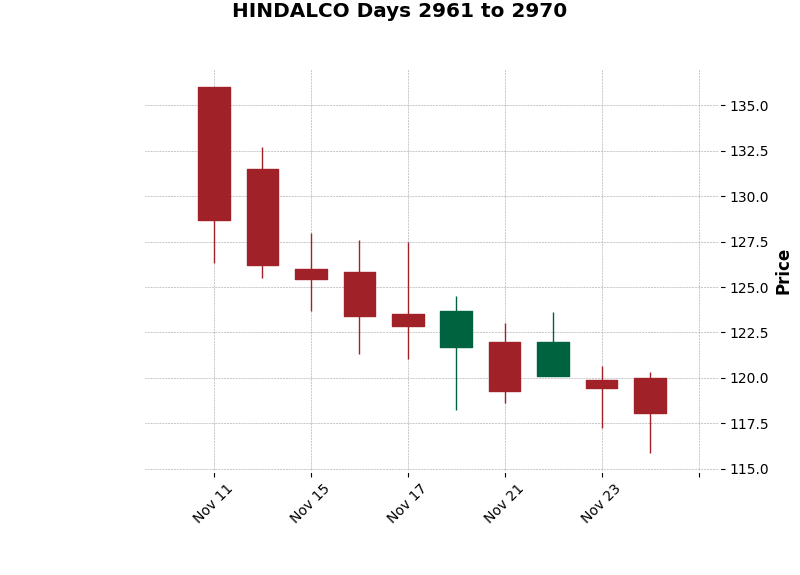 HINDALCO Days 2961 to 2970
135.0
132.5
130.0
127.5
125.0
122.5
120.0
117.5
115.0
Price
Nov 11
Nov 15
Nov 17
Nov 21
Nov 23